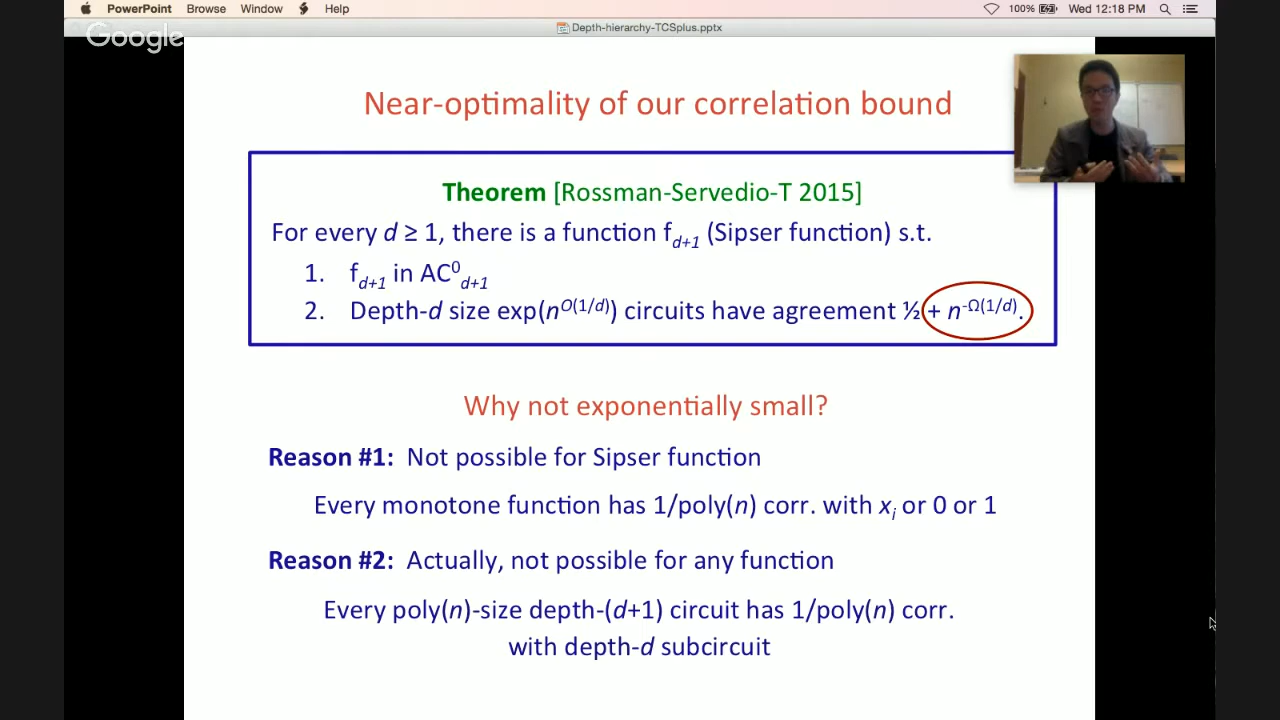 PowerPoint Browse Window Help 100% Wed 12:18 PM
Depth-hierarchy-TCSplus.pptx
Google
Near-optimality of our correlation bound
Theorem [Rossman-Servedio-T 2015]
For every d ≥ 1, there is a function f_{d+1} (Sipser function) s.t.
1. f_{d+1} in AC^0_{d+1}
2. Depth-d size exp(n^{O(1/d)}) circuits have agreement ½ + n^{-Ω(1/d)}.
Why not exponentially small?
Reason #1: Not possible for Sipser function
Every monotone function has 1/poly(n) corr. with x_i or 0 or 1
Reason #2: Actually, not possible for any function
Every poly(n)-size depth-(d+1) circuit has 1/poly(n) corr.
with depth-d subcircuit